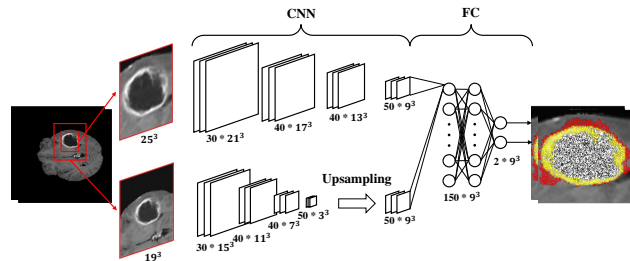 CNN
FC
25³
30 * 21³
40 * 17³
40 * 13³
50 * 9³
2 * 9³
150 * 9³
Upsampling
19³
30 * 15³
40 * 11³
40 * 7³
50 * 3³
50 * 9³